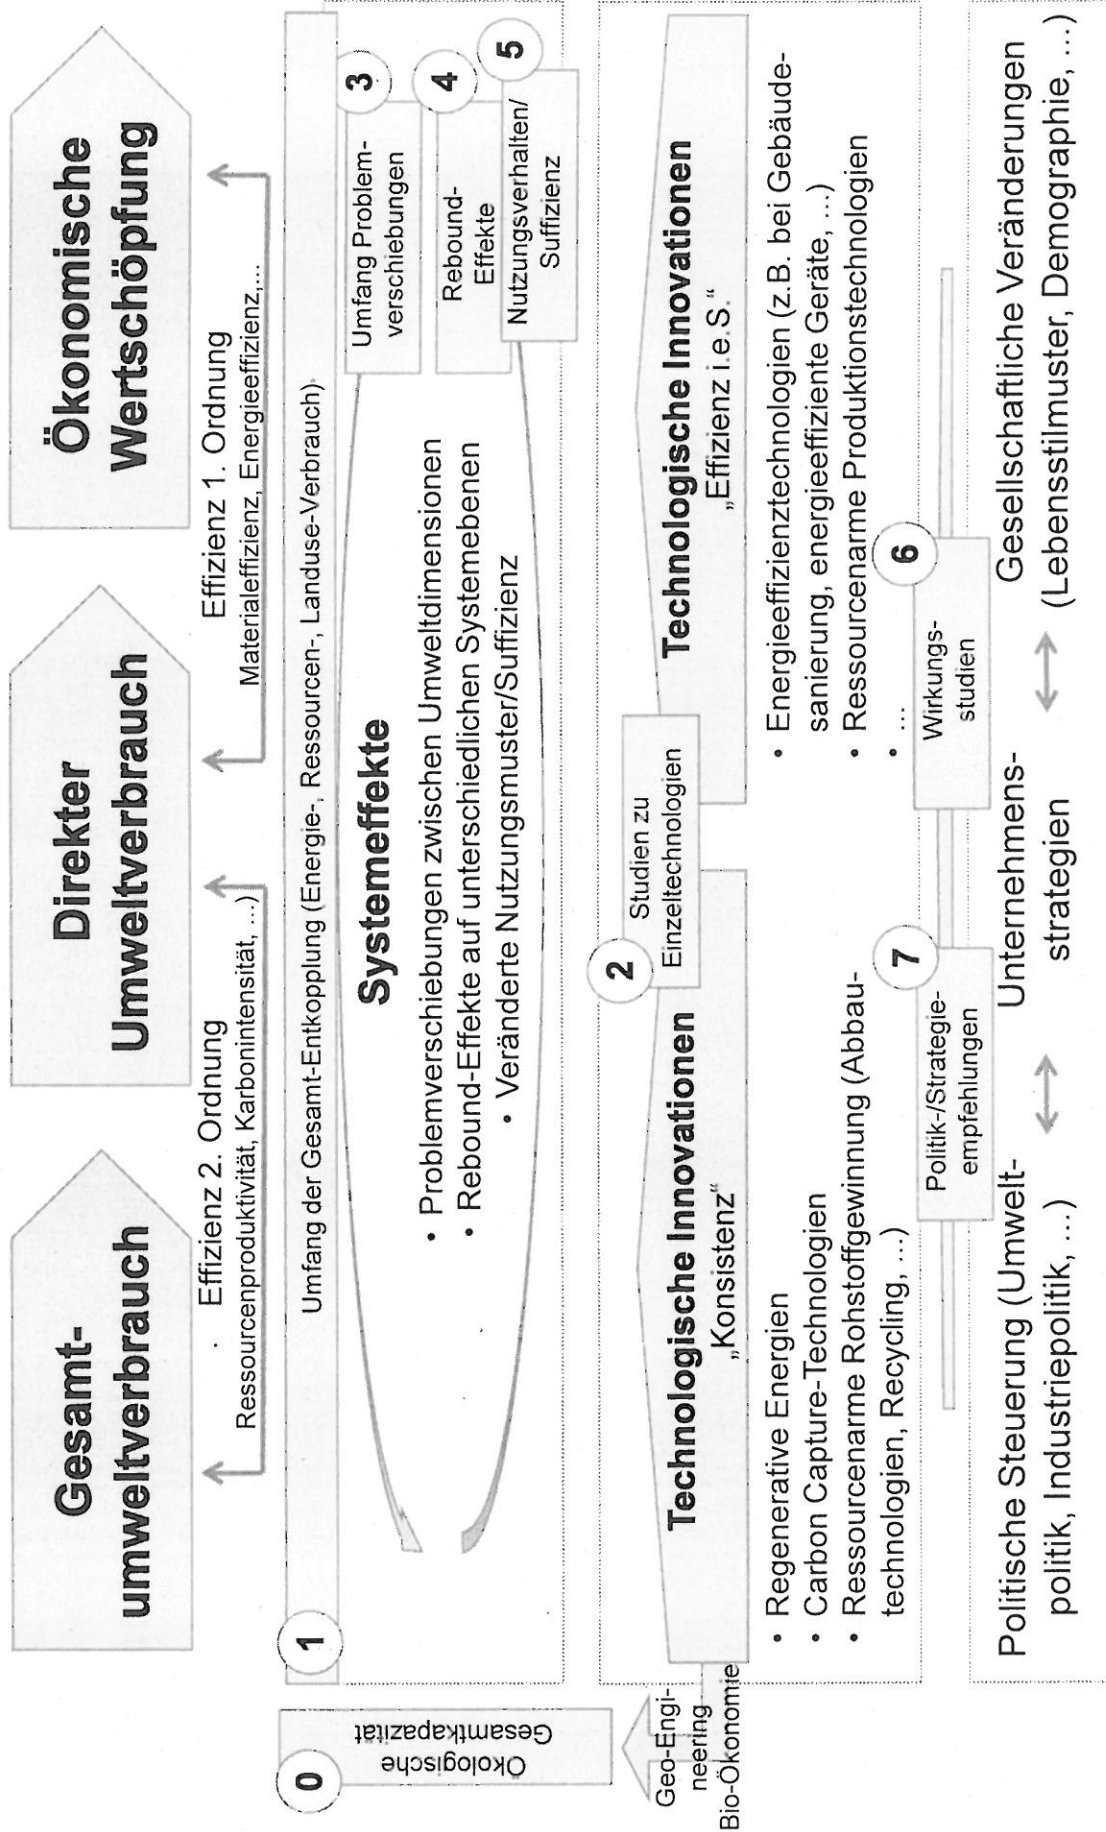 Gesamt-
umweltverbrauch
Direkter
Umweltverbrauch
Ökonomische
Wertschöpfung
Effizienz 2. Ordnung
Ressourcenproduktivität, Karbonintensität, ...)
Effizienz 1. Ordnung
Materialeffizienz, Energieeffizienz,...
0
Ökologische
Gesamtkapazität
1
Umfang der Gesamt-Entkopplung (Energie-, Ressourcen-, Landuse-Verbrauch)
Systemeffekte
• Problemverschiebungen zwischen Umweltdimensionen
• Rebound-Effekte auf unterschiedlichen Systemebenen
• Veränderte Nutzungsmuster/Suffizienz
3
Umfang Problem-
verschiebungen
4
Rebound-
Effekte
5
Nutzungsverhalten/
Suffizienz
Geo-Engi-
neering
Bio-Ökonomie
2
Studien zu
Einzeltechnologien
Technologische Innovationen
„Konsistenz“
• Regenerative Energien
• Carbon Capture-Technologien
• Ressourcenarme Rohstoffgewinnung (Abbau-
technologien, Recycling, ...)
Technologische Innovationen
„Effizienz i.e.S.“
• Energieeffizienztechnologien (z.B. bei Gebäude-
sanierung, energieeffiziente Geräte, ...)
• Ressourcenarme Produktionstechnologien
• ...
7
Politik-/Strategie-
empfehlungen
6
Wirkungs-
studien
Politische Steuerung (Umwelt-
politik, Industriepolitik, ...)
Unternehmens-
strategien
Gesellschaftliche Veränderungen
(Lebensstilmuster, Demographie, ...)